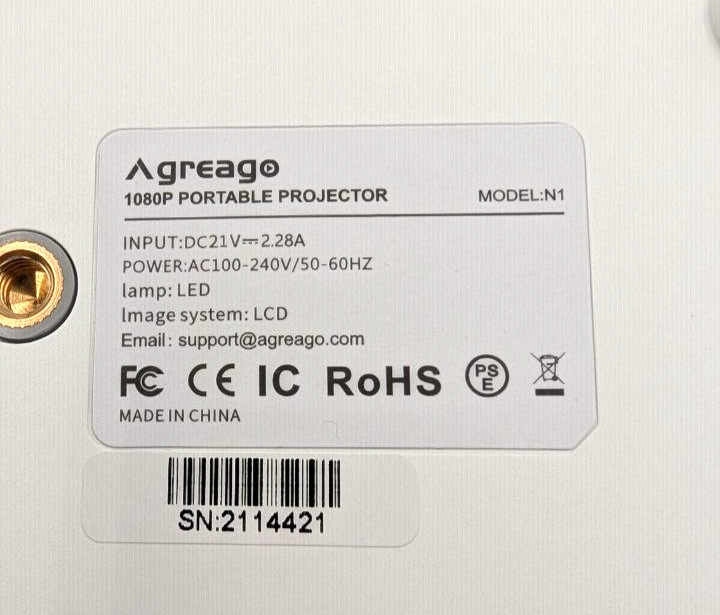 Agreago
1080P PORTABLE PROJECTOR MODEL:N1
INPUT:DC21V⎓2.28A
POWER:AC100-240V/50-60HZ
lamp: LED
Image system: LCD
Email: support@agreago.com
FC CE IC RoHS PSE
MADE IN CHINA
SN:2114421